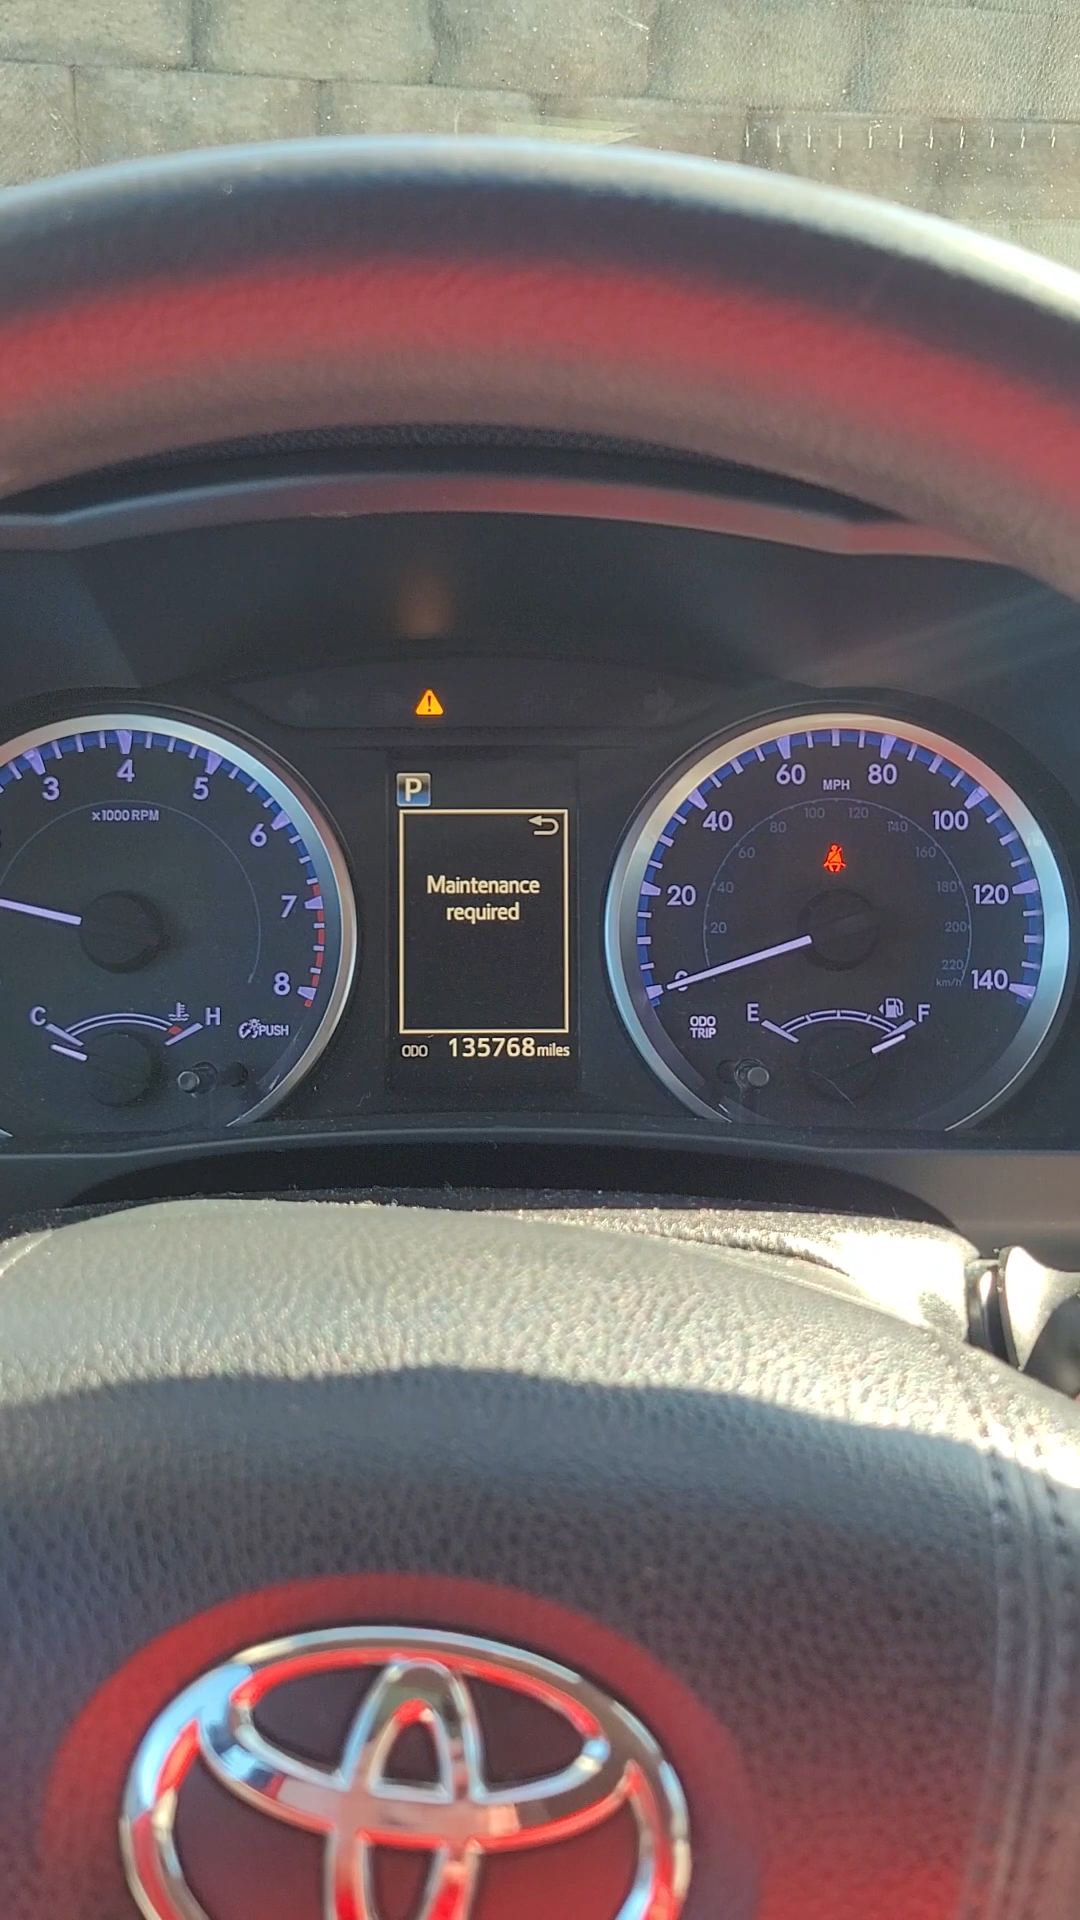 P
Maintenance
required
ODO 135768 miles
3 4 5 6 7 8
x1000 RPM
C H
PUSH
0 20 40 60 80 100 120 140
MPH
20 40 60 80 100 120 140 160 180 200 220
km/h
ODO
TRIP
E F